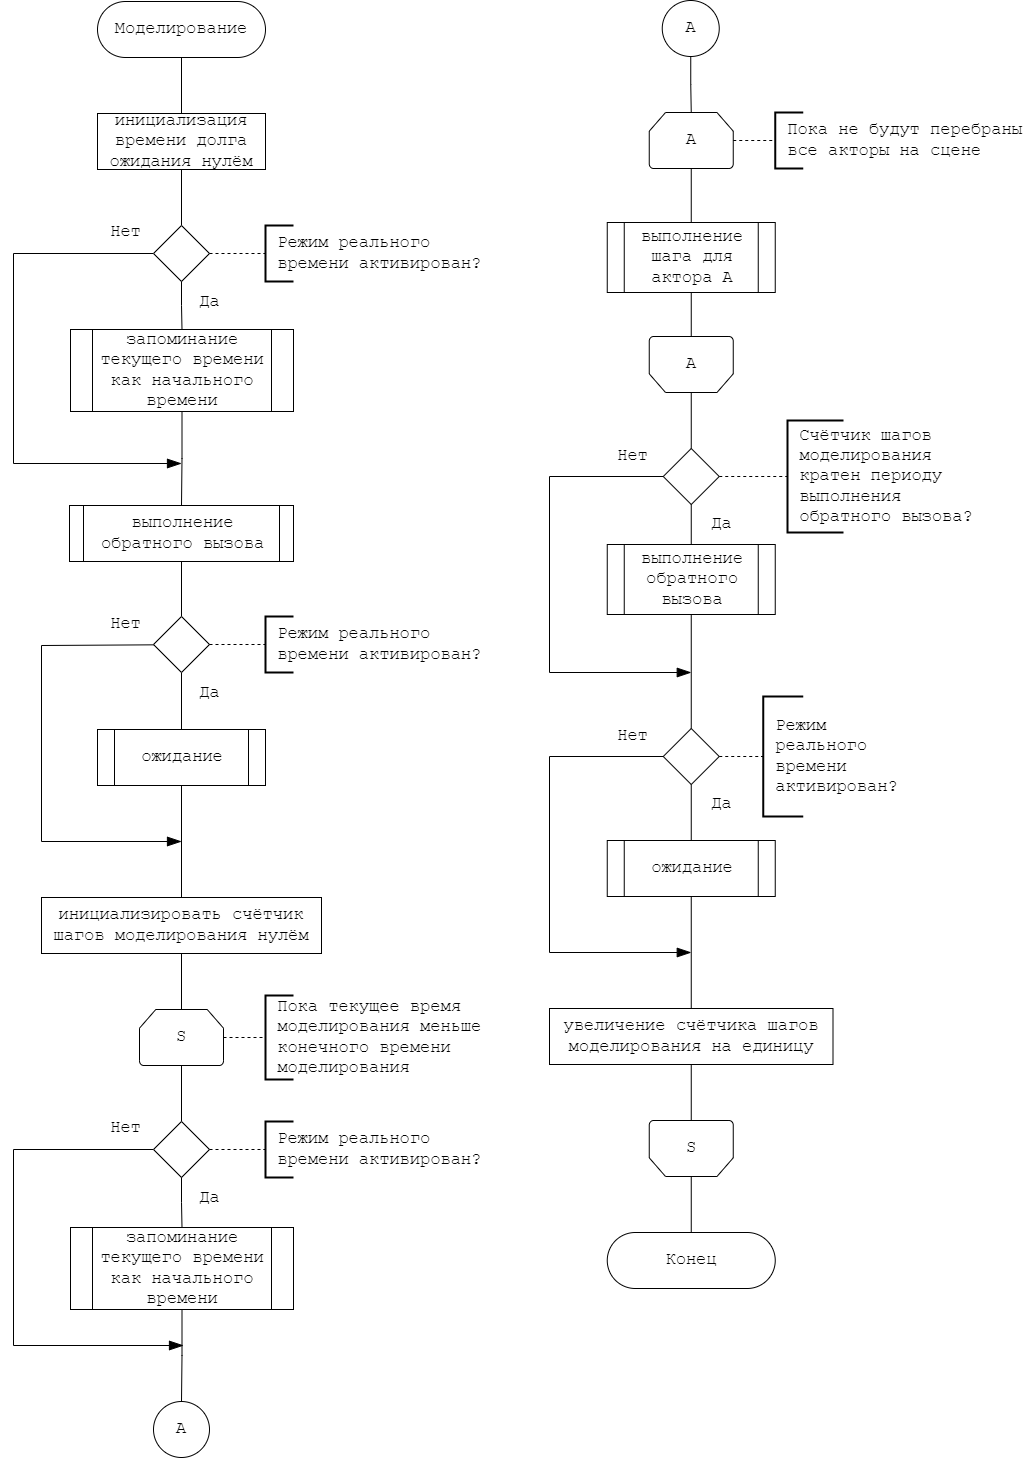 Моделирование
инициализация
времени долга
ожидания нулём
Нет
Режим реального
времени активирован?
Да
запоминание
текущего времени
как начального
времени
выполнение
обратного вызова
Нет
Режим реального
времени активирован?
Да
ожидание
инициализировать счётчик
шагов моделирования нулём
S
Пока текущее время
моделирования меньше
конечного времени
моделирования
Нет
Режим реального
времени активирован?
Да
запоминание
текущего времени
как начального
времени
А
А
А
Пока не будут перебраны
все акторы на сцене
выполнение
шага для
актора А
А
Нет
Счётчик шагов
моделирования
кратен периоду
выполнения
обратного вызова?
Да
выполнение
обратного
вызова
Нет
Режим
реального
времени
активирован?
Да
ожидание
увеличение счётчика шагов
моделирования на единицу
S
Конец